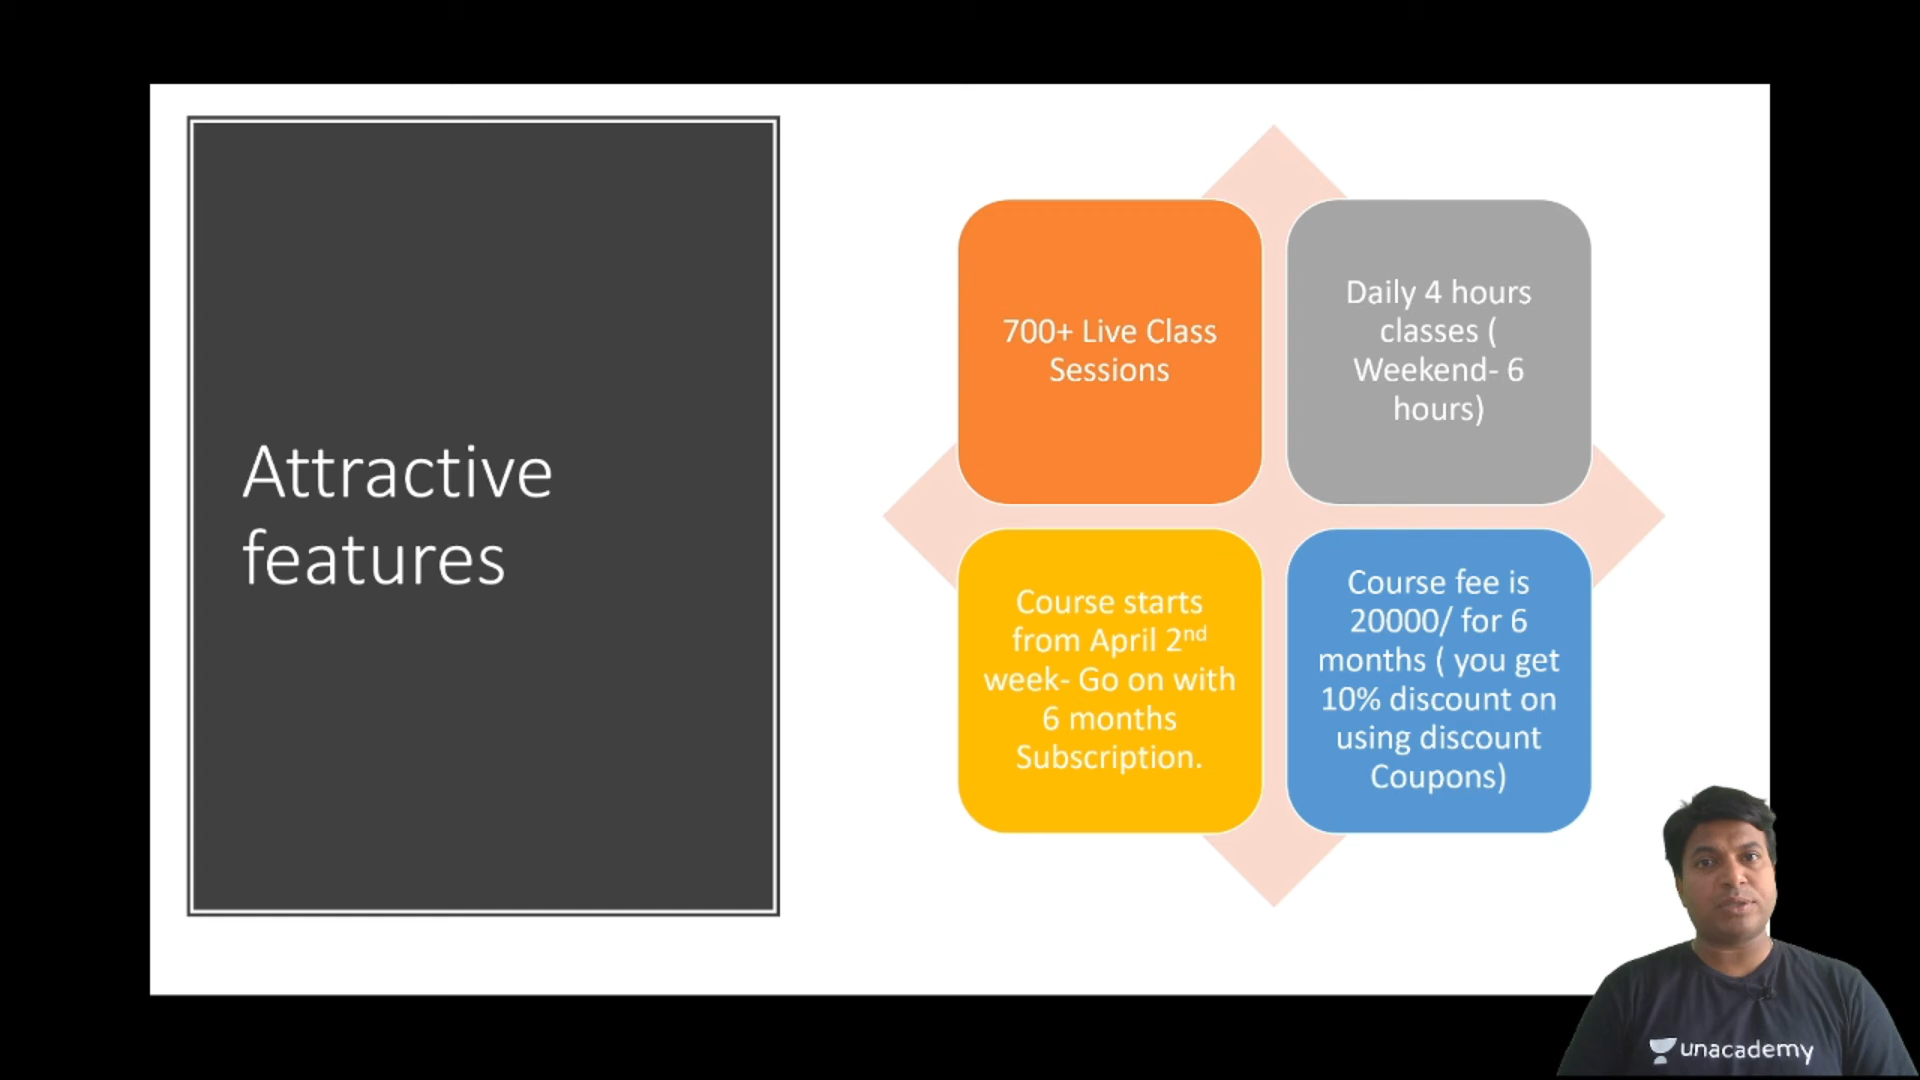 Attractive
features
700+ Live Class
Sessions
Daily 4 hours
classes (
Weekend- 6
hours)
Course starts
from April 2nd
week- Go on with
6 months
Subscription.
Course fee is
20000/ for 6
months ( you get
10% discount on
using discount
Coupons)
unacademy